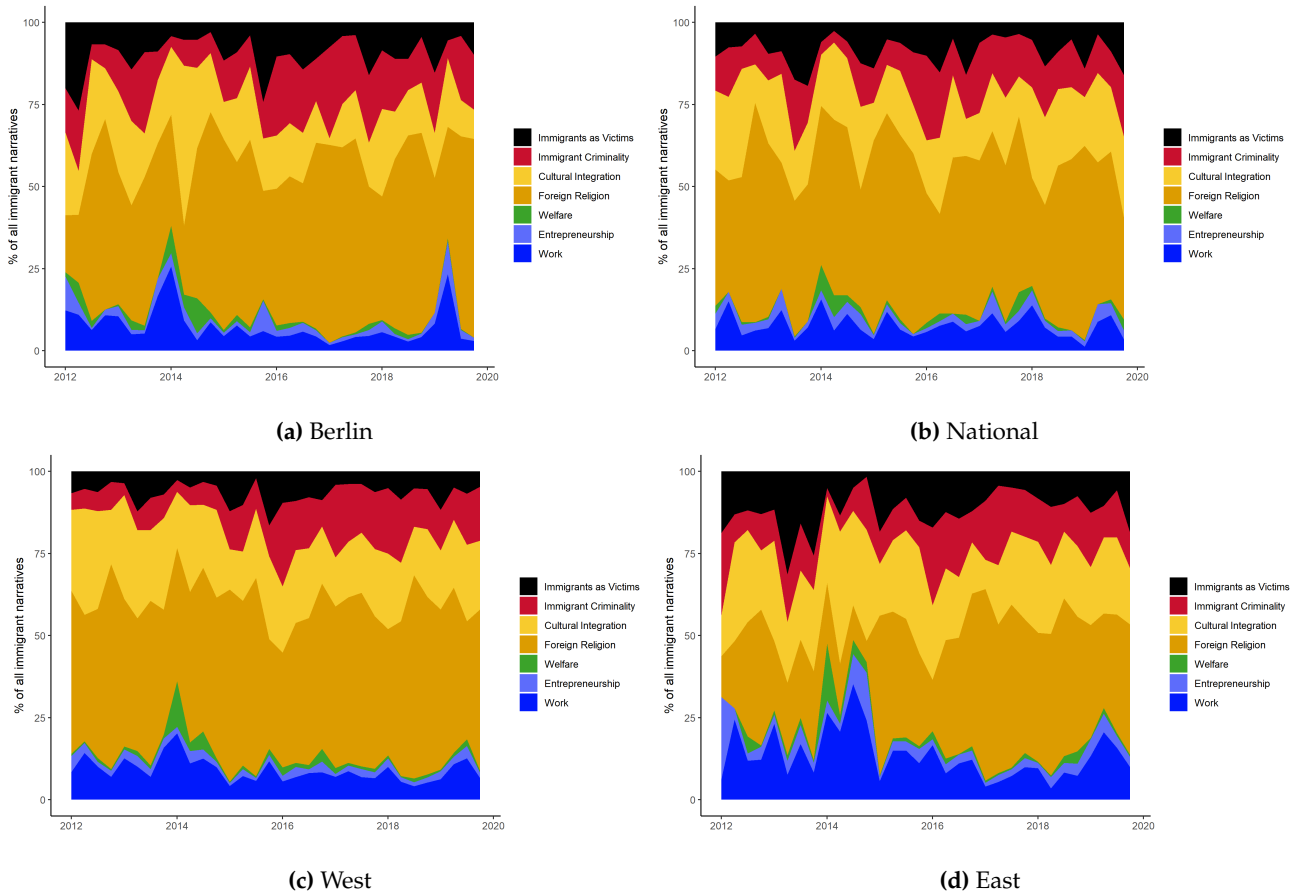 % of all immigrant narratives
100
75
50
25
0
2012 2014 2016 2018 2020
Immigrants as Victims
Immigrant Criminality
Cultural Integration
Foreign Religion
Welfare
Entrepreneurship
Work
(a) Berlin
% of all immigrant narratives
100
75
50
25
0
2012 2014 2016 2018 2020
Immigrants as Victims
Immigrant Criminality
Cultural Integration
Foreign Religion
Welfare
Entrepreneurship
Work
(b) National
% of all immigrant narratives
100
75
50
25
0
2012 2014 2016 2018 2020
Immigrants as Victims
Immigrant Criminality
Cultural Integration
Foreign Religion
Welfare
Entrepreneurship
Work
(c) West
% of all immigrant narratives
100
75
50
25
0
2012 2014 2016 2018 2020
Immigrants as Victims
Immigrant Criminality
Cultural Integration
Foreign Religion
Welfare
Entrepreneurship
Work
(d) East